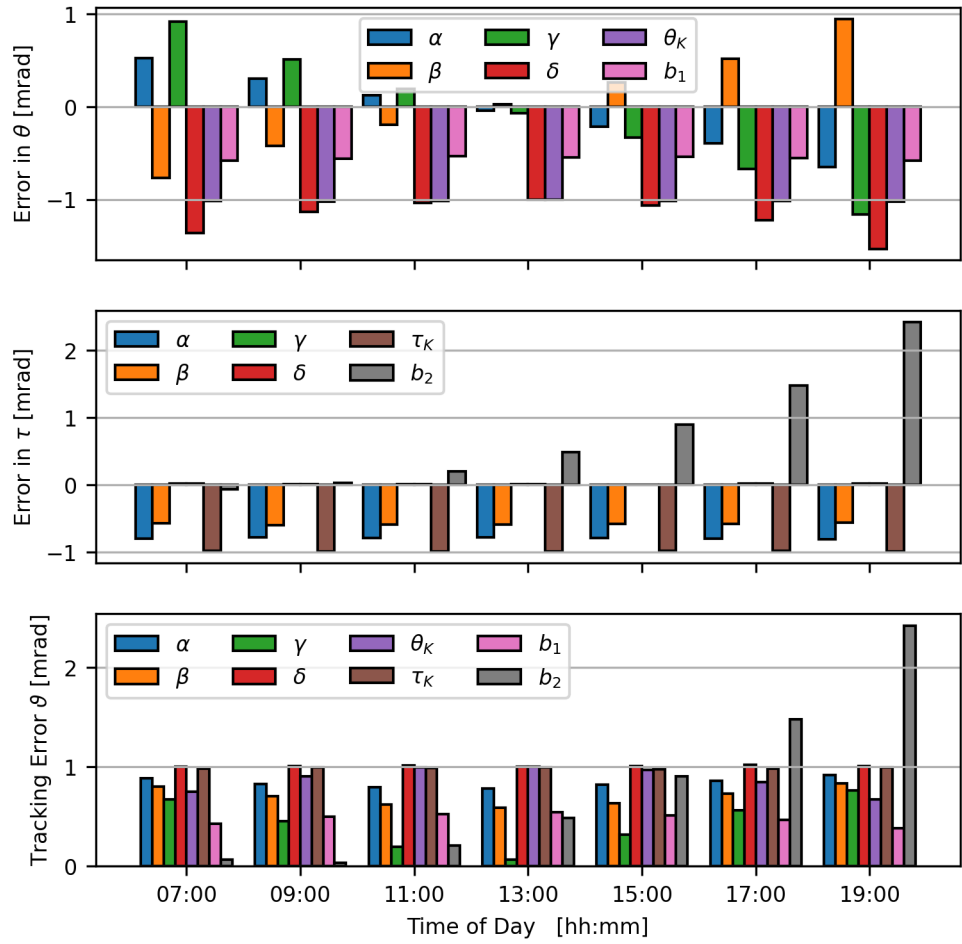 Error in θ [mrad]
1
0
−1
α γ θ_K
β δ b_1
Error in τ [mrad]
2
1
0
−1
α γ τ_K
β δ b_2
Tracking Error ϑ [mrad]
2
1
0
α γ θ_K b_1
β δ τ_K b_2
07:00 09:00 11:00 13:00 15:00 17:00 19:00
Time of Day [hh:mm]